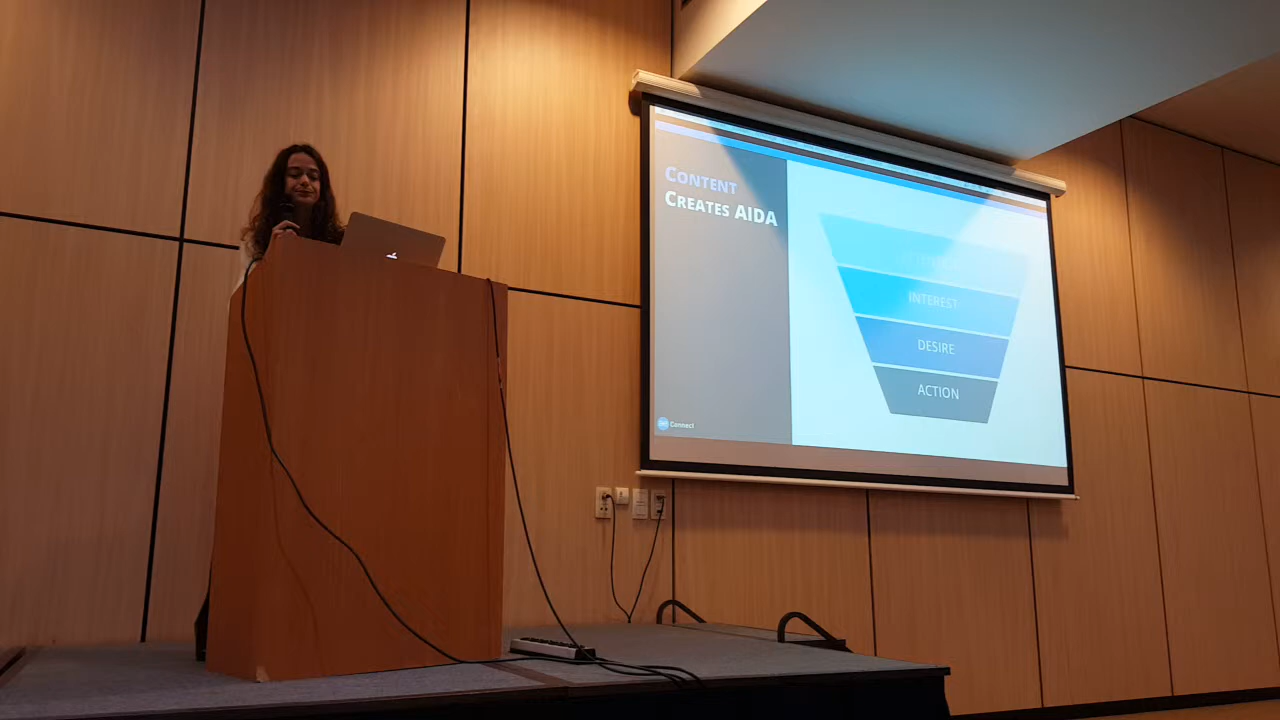 CONTENT
CREATES AIDA
INTEREST
DESIRE
ACTION
Connect